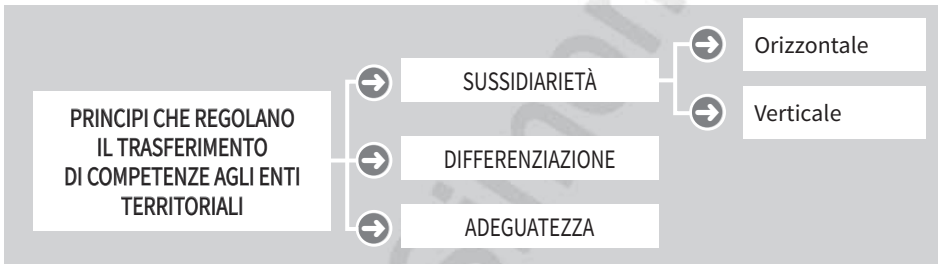 PRINCIPI CHE REGOLANO
IL TRASFERIMENTO
DI COMPETENZE AGLI ENTI
TERRITORIALI
SUSSIDIARIETÀ
Orizzontale
Verticale
DIFFERENZIAZIONE
ADEGUATEZZA